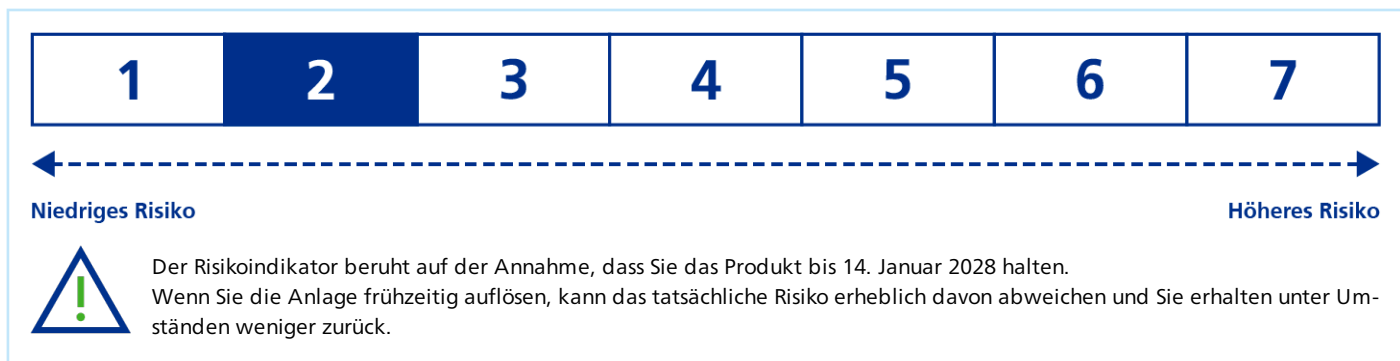 1 2 3 4 5 6 7
Niedriges Risiko Höheres Risiko
Der Risikoindikator beruht auf der Annahme, dass Sie das Produkt bis 14. Januar 2028 halten.
Wenn Sie die Anlage frühzeitig auflösen, kann das tatsächliche Risiko erheblich davon abweichen und Sie erhalten unter Um-
ständen weniger zurück.